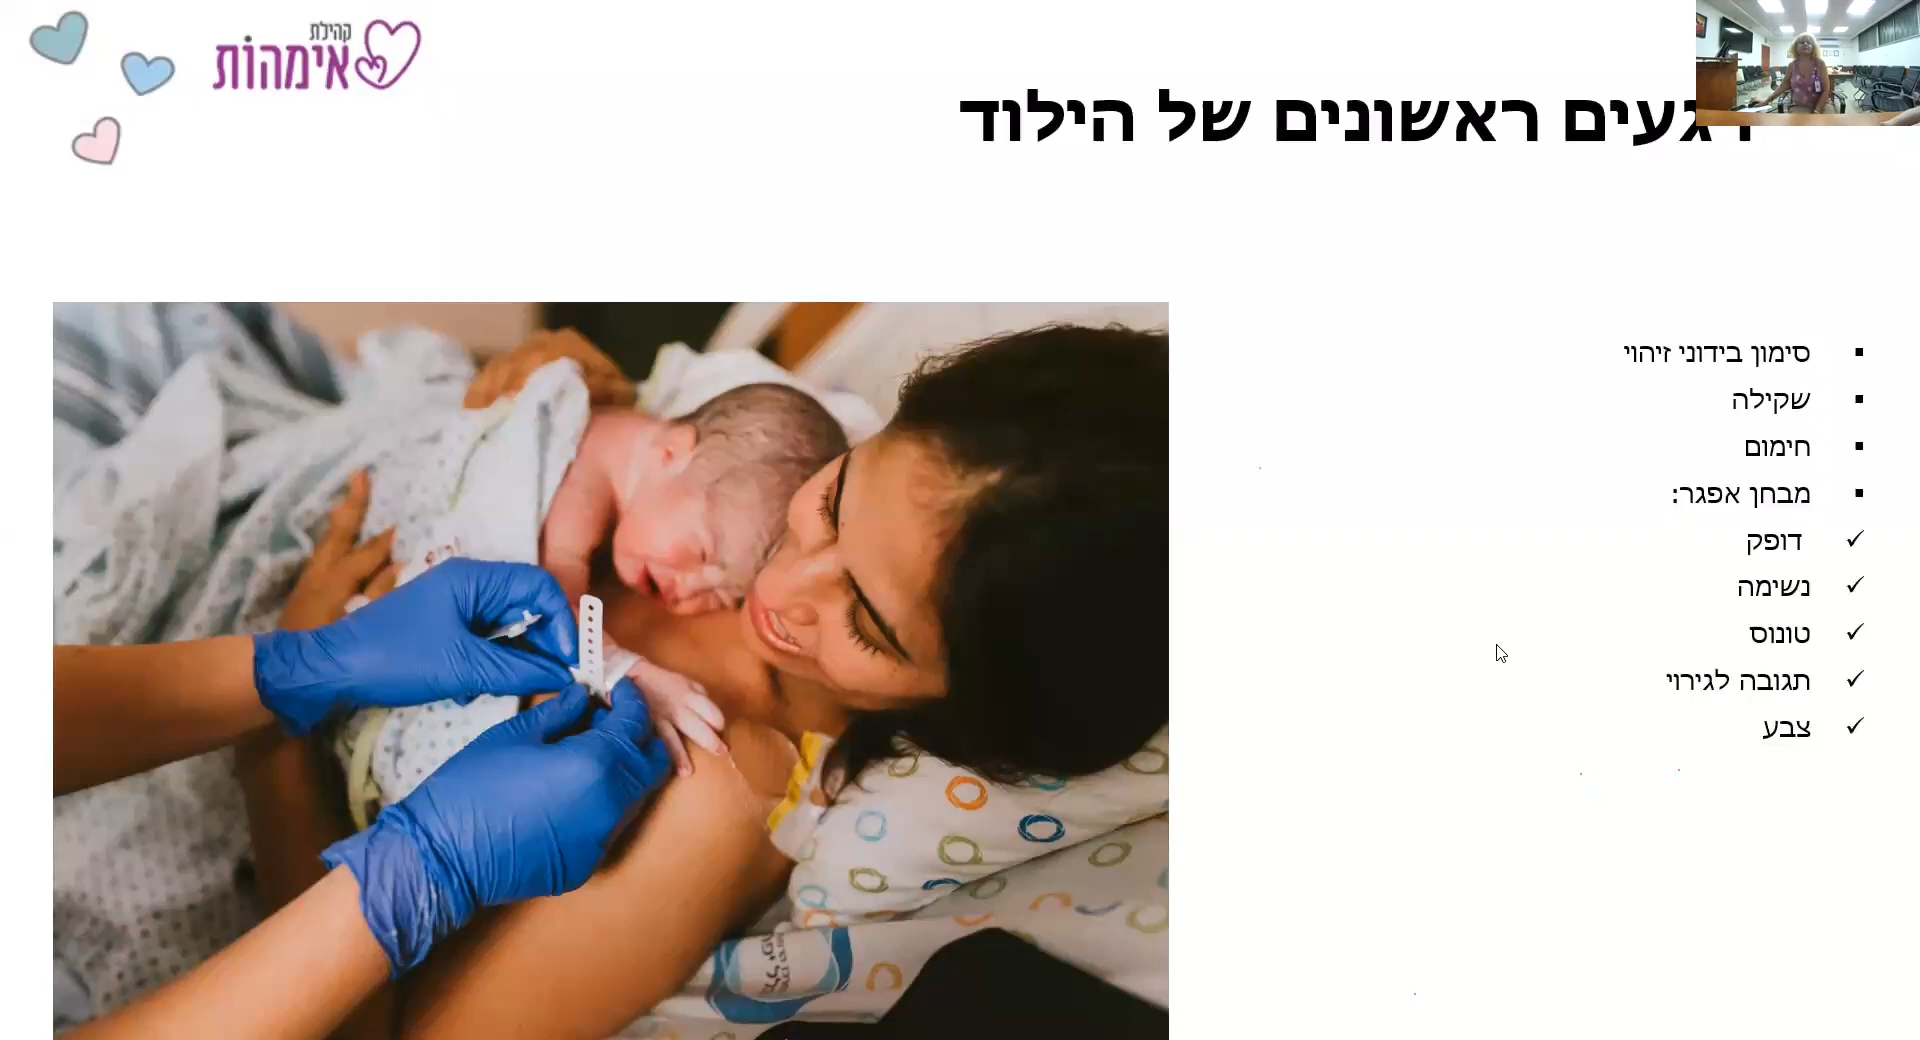 קהילת
אימהות
רגעים ראשונים של הילוד
סימון בידוני זיהוי
שקילה
חימום
מבחן אפגר:
דופק
נשימה
טונוס
תגובה לגירוי
צבע